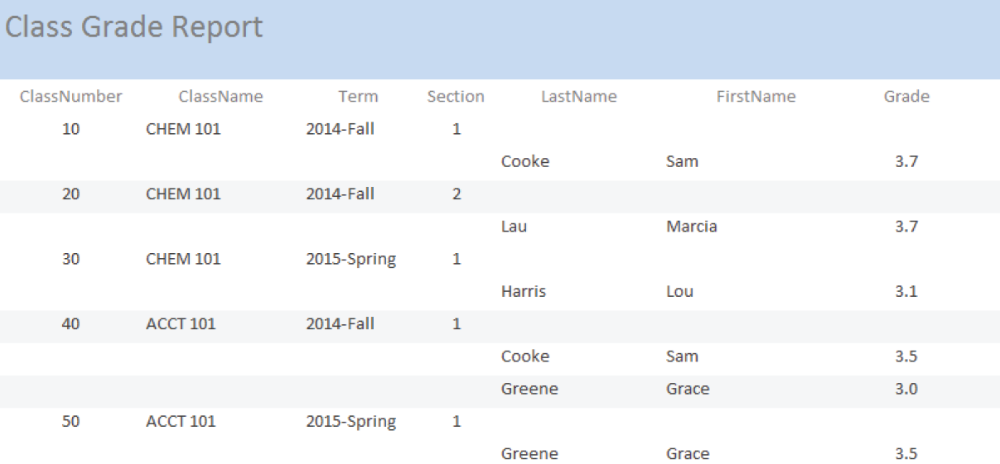 Class Grade Report
ClassNumber ClassName Term Section LastName FirstName Grade
10 CHEM 101 2014-Fall 1
Cooke Sam 3.7
20 CHEM 101 2014-Fall 2
Lau Marcia 3.7
30 CHEM 101 2015-Spring 1
Harris Lou 3.1
40 ACCT 101 2014-Fall 1
Cooke Sam 3.5
Greene Grace 3.0
50 ACCT 101 2015-Spring 1
Greene Grace 3.5